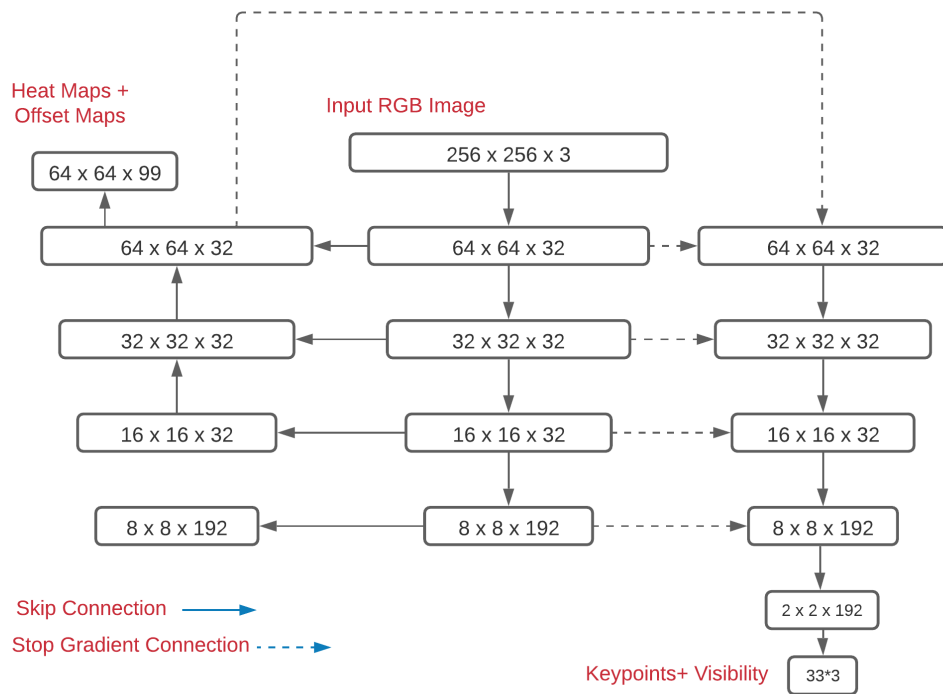 Heat Maps +
Offset Maps
Input RGB Image
256 x 256 x 3
64 x 64 x 99
64 x 64 x 32
64 x 64 x 32
64 x 64 x 32
32 x 32 x 32
32 x 32 x 32
32 x 32 x 32
16 x 16 x 32
16 x 16 x 32
16 x 16 x 32
8 x 8 x 192
8 x 8 x 192
8 x 8 x 192
Skip Connection
2 x 2 x 192
Stop Gradient Connection
Keypoints+ Visibility
33*3